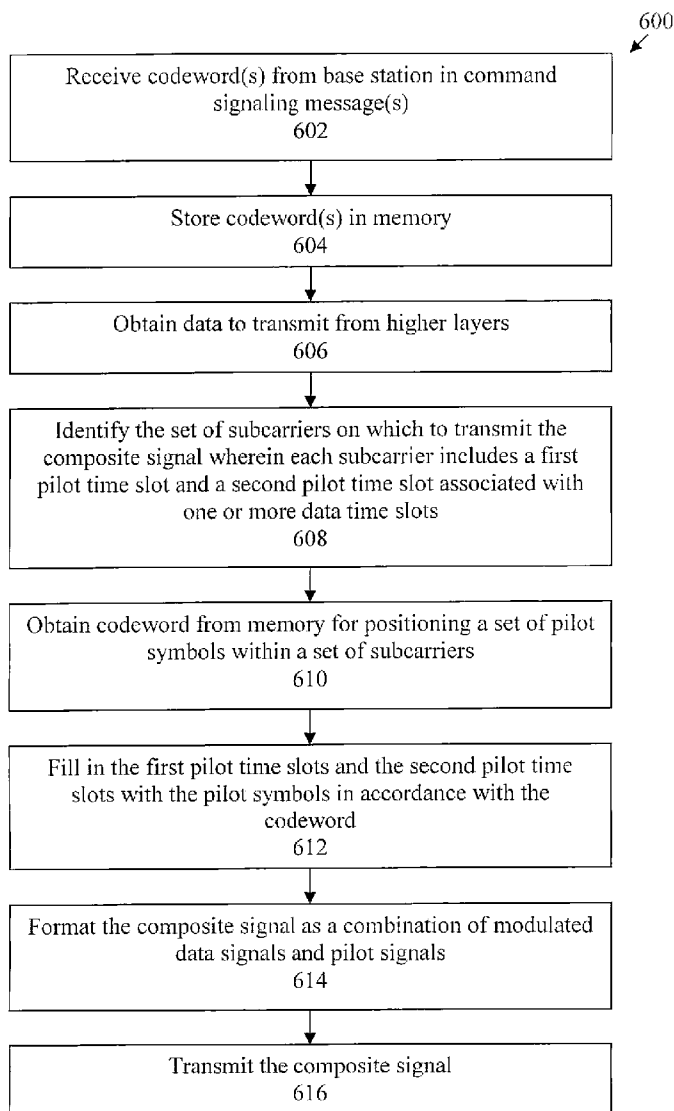 600
Receive codeword(s) from base station in command
signaling message(s)
602
Store codeword(s) in memory
604
Obtain data to transmit from higher layers
606
Identify the set of subcarriers on which to transmit the
composite signal wherein each subcarrier includes a first
pilot time slot and a second pilot time slot associated with
one or more data time slots
608
Obtain codeword from memory for positioning a set of pilot
symbols within a set of subcarriers
610
Fill in the first pilot time slots and the second pilot time
slots with the pilot symbols in accordance with the
codeword
612
Format the composite signal as a combination of modulated
data signals and pilot signals
614
Transmit the composite signal
616